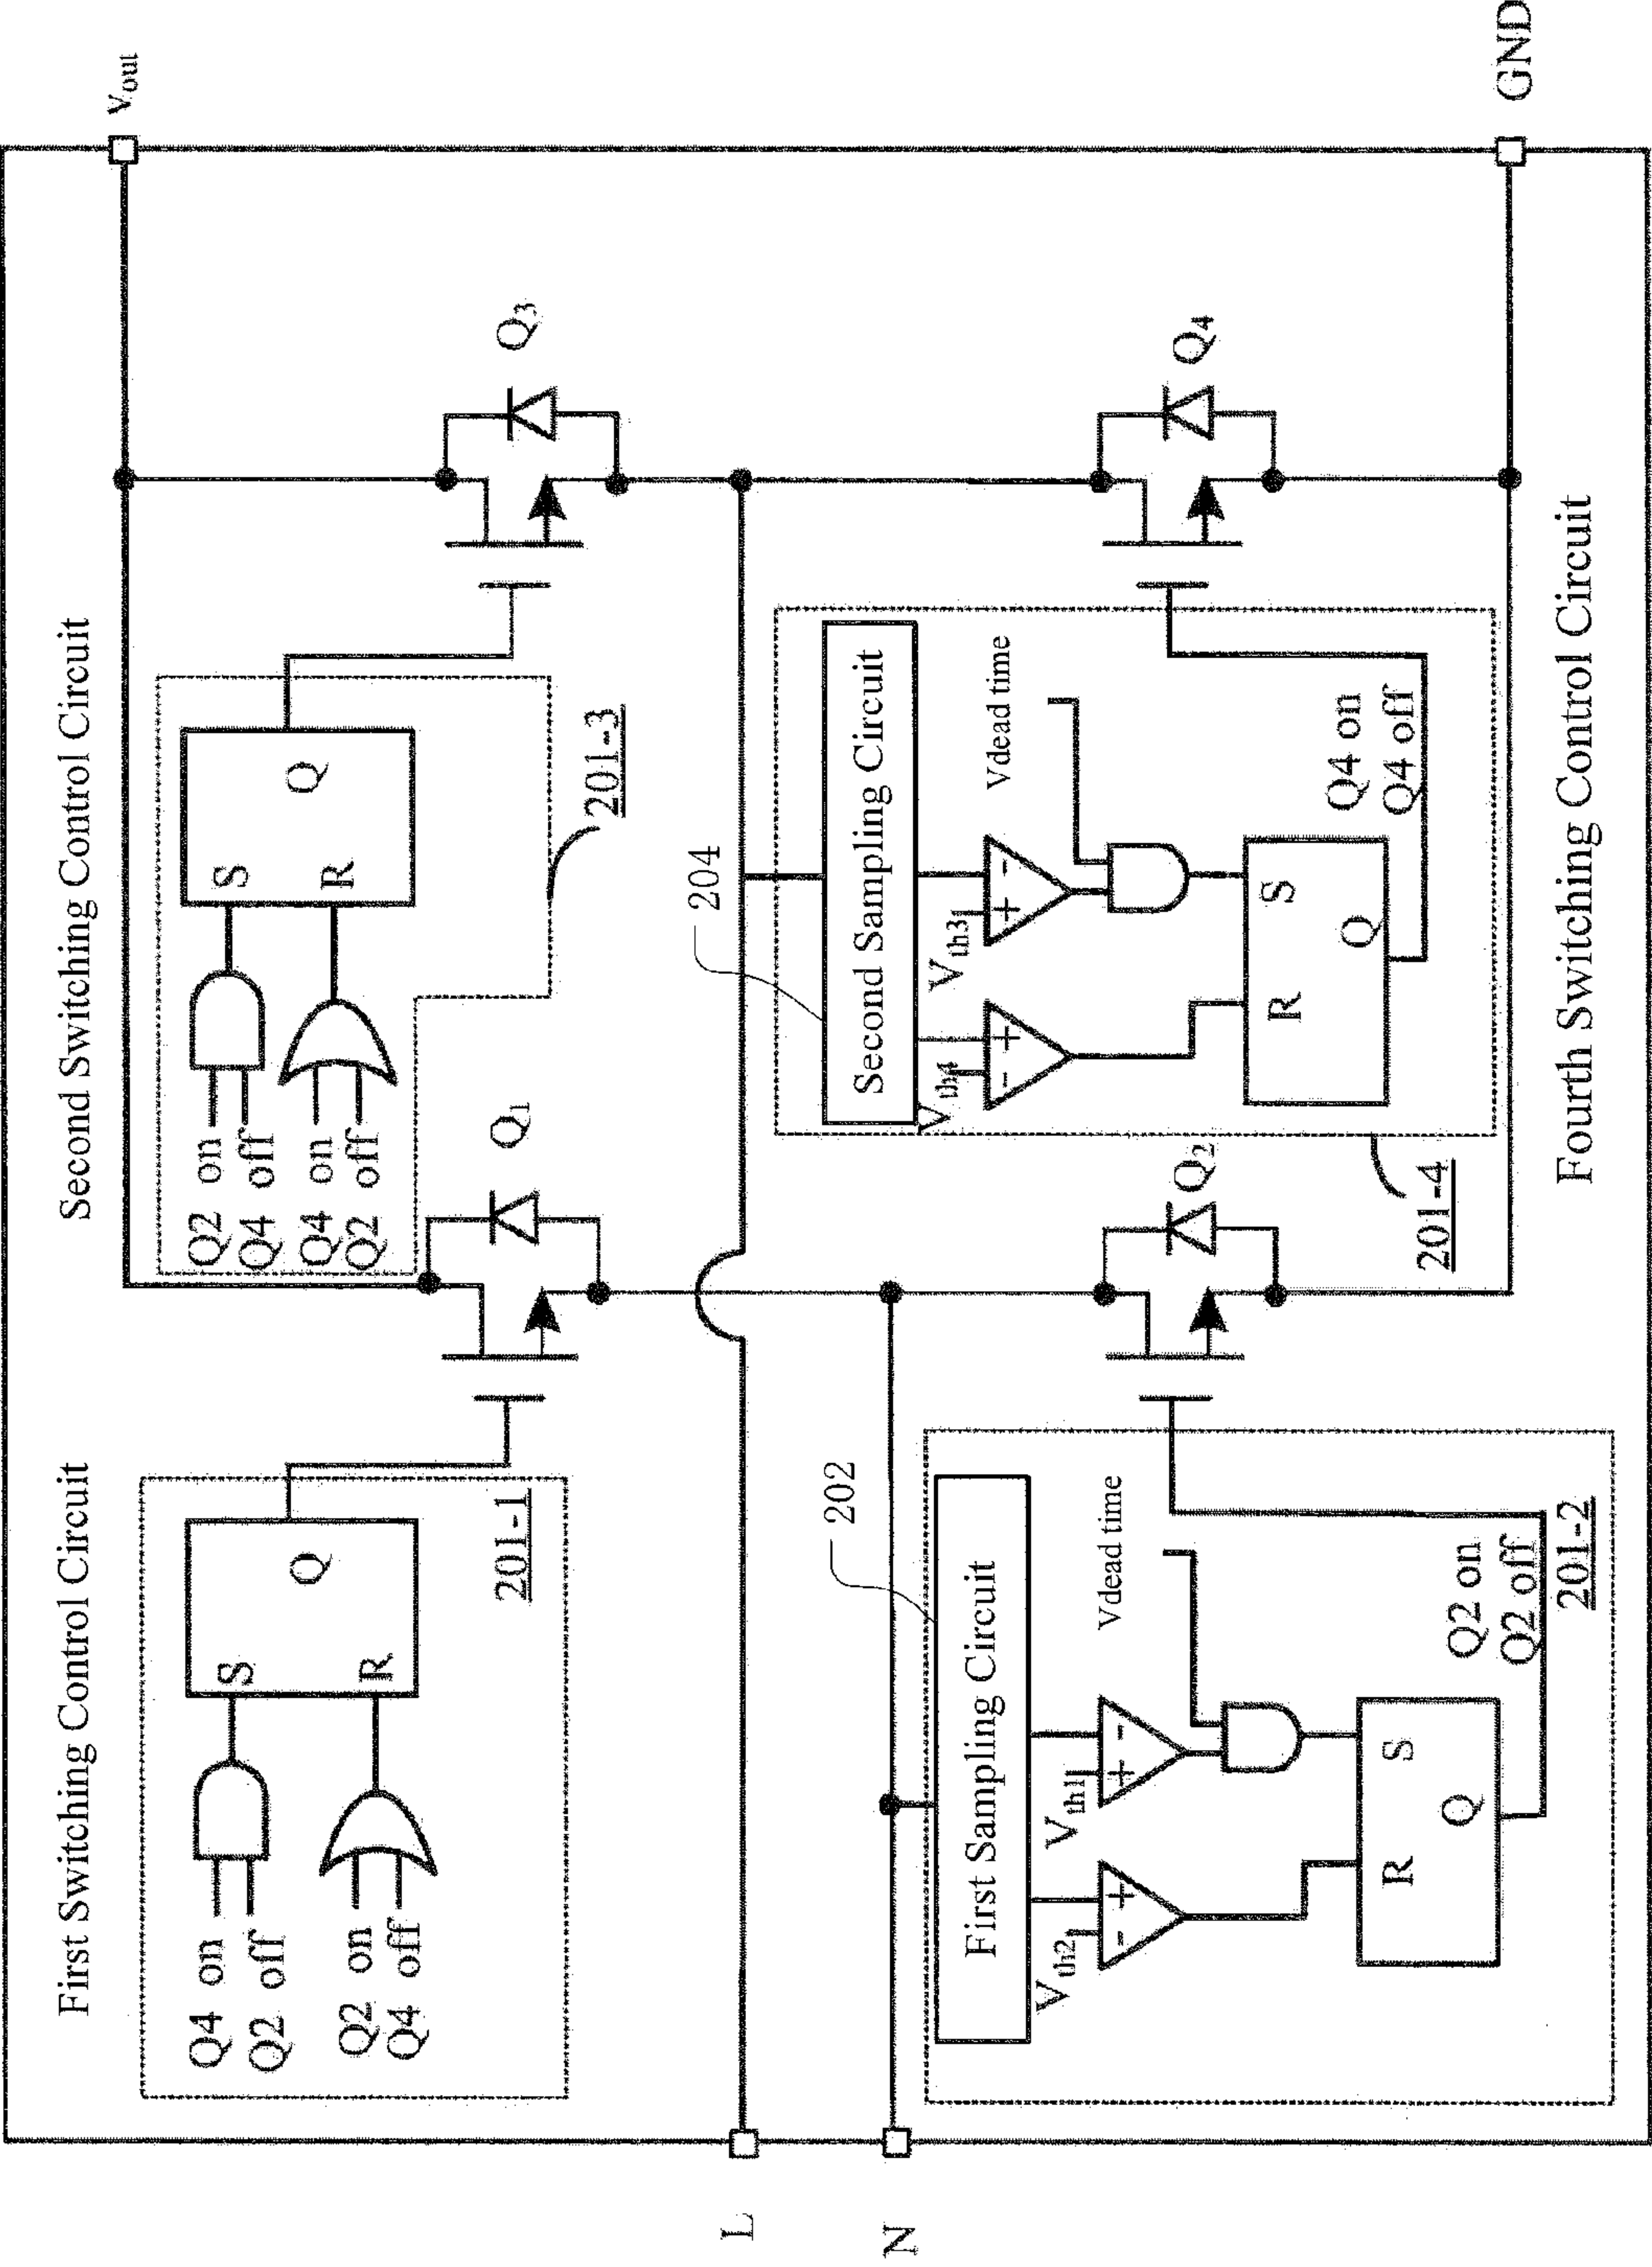 First Switching Control Circuit
Second Switching Control Circuit
Vout
Q4 on
Q2 off
Q2 on
Q4 off
S
R
Q
201-1
Q2 on
Q4 off
Q4 on
Q2 off
S
R
Q
201-3
Q1
Q3
L
N
GND
202
First Sampling Circuit
Vth2
Vth1
- +
+ -
Vdead time
R
S
Q
Q2 on
Q2 off
201-2
Q2
204
Second Sampling Circuit
Vth4
Vth3
- +
+ -
Vdead time
R
S
Q
Q4 on
Q4 off
201-4
Q4
Fourth Switching Control Circuit